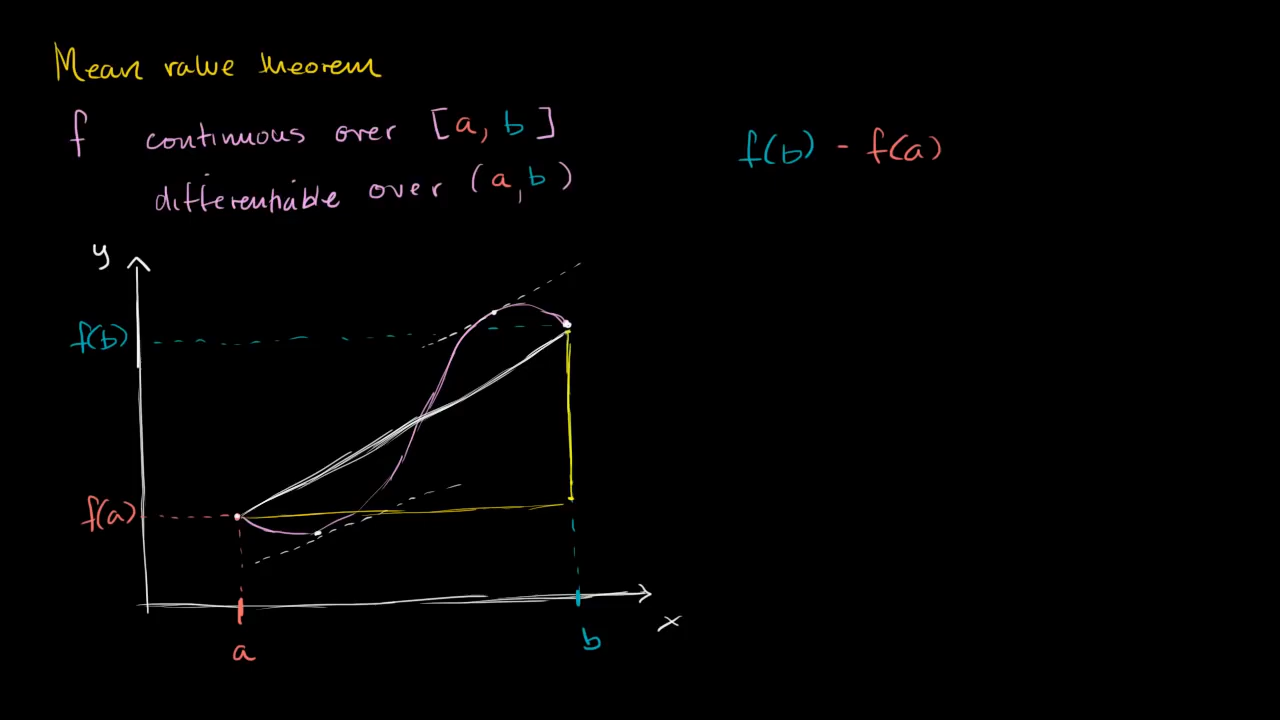 Mean value theorem
f continuous over [a, b]
differentiable over (a, b)
f(b) - f(a)
y
f(b)
f(a)
x
a
b